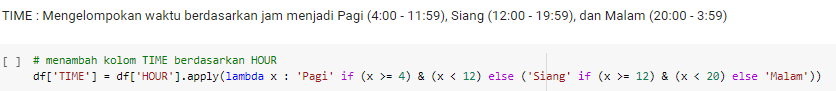 TIME : Mengelompokan waktu berdasarkan jam menjadi Pagi (4:00 - 11:59), Siang (12:00 - 19:59), dan Malam (20:00 - 3:59)
[ ] # menambah kolom TIME berdasarkan HOUR
df['TIME'] = df['HOUR'].apply(lambda x : 'Pagi' if (x >= 4) & (x < 12) else ('Siang' if (x >= 12) & (x < 20) else 'Malam'))